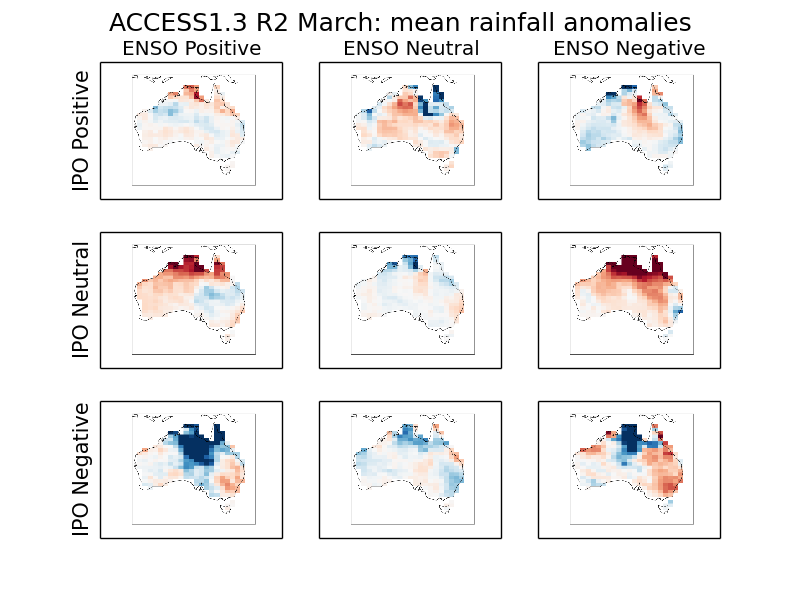 ACCESS1.3 R2 March: mean rainfall anomalies
ENSO Positive
ENSO Neutral
ENSO Negative
IPO Positive
IPO Neutral
IPO Negative